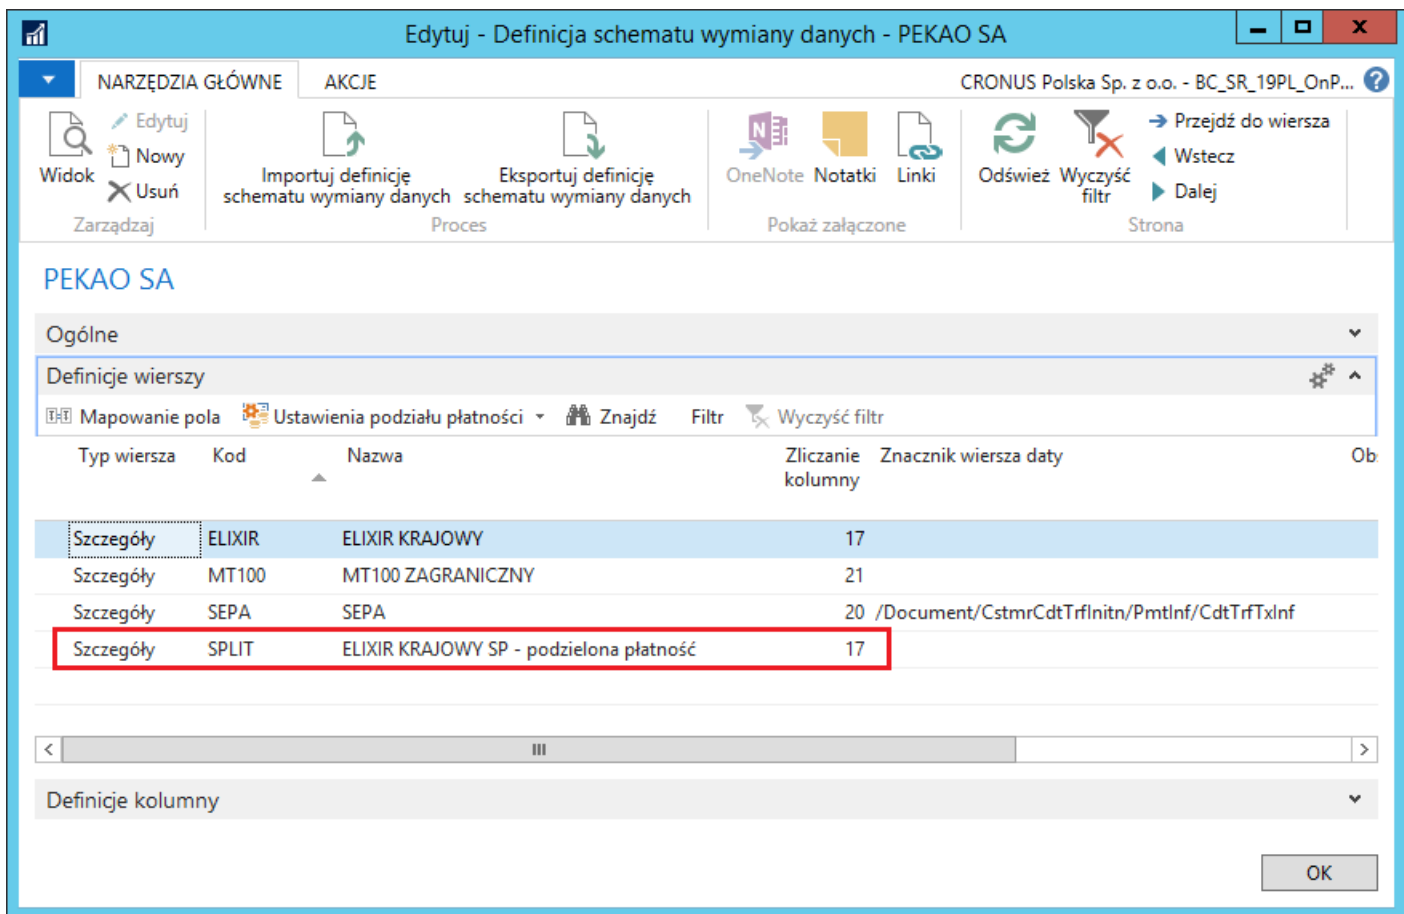 Edytuj - Definicja schematu wymiany danych - PEKAO SA
NARZĘDZIA GŁÓWNE AKCJE CRONUS Polska Sp. z o.o. - BC_SR_19PL_OnP... ?
Widok
Edytuj
Nowy
Usuń
Zarządzaj
Importuj definicję
schematu wymiany danych
Eksportuj definicję
schematu wymiany danych
Proces
OneNote Notatki Linki
Pokaż załączone
Odśwież Wyczyść
filtr
Przejdź do wiersza
Wstecz
Dalej
Strona
PEKAO SA
Ogólne
Definicje wierszy
Mapowanie pola Ustawienia podziału płatności Znajdź Filtr Wyczyść filtr
Typ wiersza Kod Nazwa Zliczanie kolumny Znacznik wiersza daty Ob
Szczegóły ELIXIR ELIXIR KRAJOWY 17
Szczegóły MT100 MT100 ZAGRANICZNY 21
Szczegóły SEPA SEPA 20 /Document/CstmrCdtTrfInitn/PmtInf/CdtTrfTxInf
Szczegóły SPLIT ELIXIR KRAJOWY SP - podzielona płatność 17
Definicje kolumny
OK